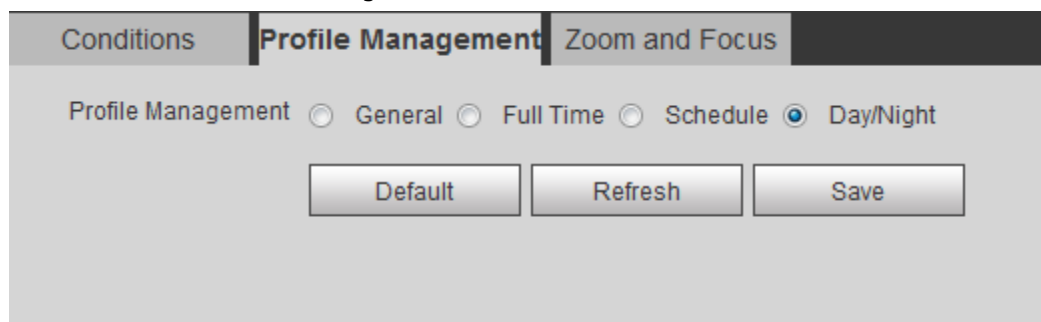 Conditions Profile Management Zoom and Focus
Profile Management General Full Time Schedule Day/Night
Default Refresh Save